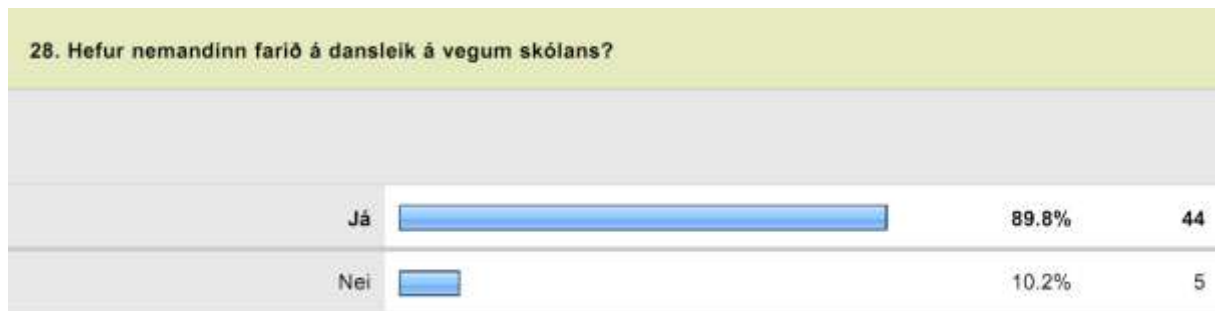 28. Hefur nemandinn farið á dansleik á vegum skólans?
Já 89.8% 44
Nei 10.2% 5